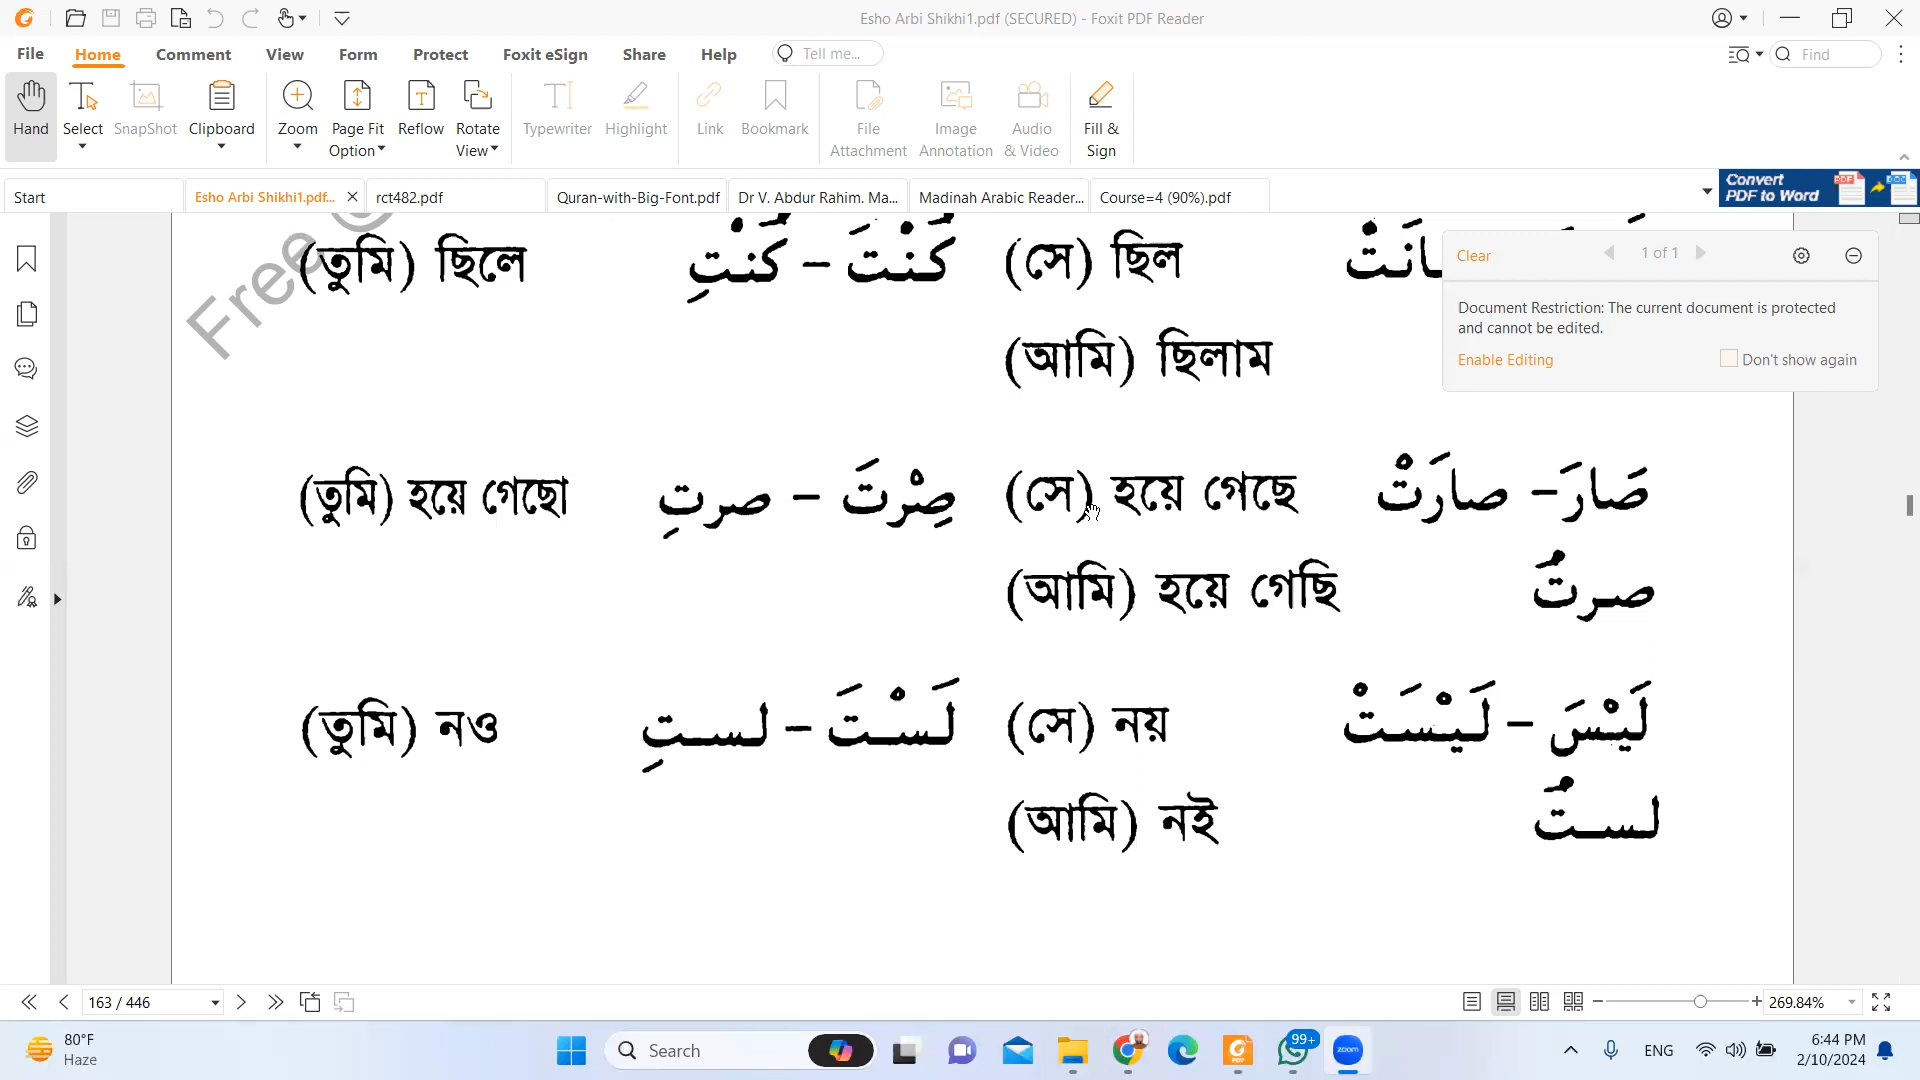 Esho Arbi Shikhi1.pdf (SECURED) - Foxit PDF Reader
File Home Comment View Form Protect Foxit eSign Share Help Tell me... Find
Hand Select SnapShot Clipboard Zoom Page Fit Option Reflow Rotate View Typewriter Highlight Link Bookmark File Attachment Image Annotation Audio & Video Fill & Sign
Start Esho Arbi Shikhi1.pdf... rct482.pdf Quran-with-Big-Font.pdf Dr V. Abdur Rahim. Ma... Madinah Arabic Reader... Course=4 (90%).pdf
Convert
PDF to Word
Clear 1 of 1
Document Restriction: The current document is protected
and cannot be edited.
Enable Editing Don't show again
Free
(তুমি) ছিলে كُنْتَ – كُنْتِ (সে) ছিল
(আমি) ছিলাম
(তুমি) হয়ে গেছো صِرْتَ – صرتِ (সে) হয়ে গেছে صَارَ – صارَتْ
(আমি) হয়ে গেছি صرتُ
(তুমি) নও لَسْتَ – لستِ (সে) নয় لَيْسَ – لَيْسَتْ
(আমি) নই لستُ
163 / 446 269.84%
80°F
Haze
Search
99+
zoom
ENG
6:44 PM
2/10/2024